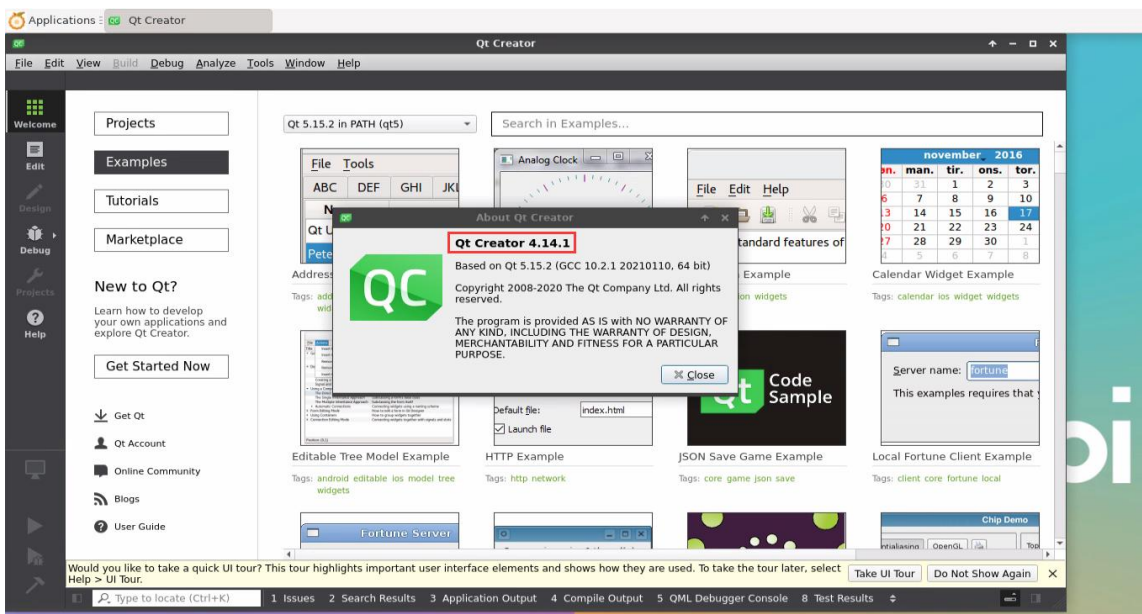 Applications
Qt Creator
Qt Creator
File Edit View Build Debug Analyze Tools Window Help
Welcome
Edit
Design
Debug
Projects
Help
Projects
Examples
Tutorials
Marketplace
New to Qt?
Learn how to develop
your own applications and
explore Qt Creator.
Get Started Now
Get Qt
Qt Account
Online Community
Blogs
User Guide
Qt 5.15.2 in PATH (qt5)
Search in Examples...
File Tools
ABC DEF GHI JKL
Qt U
Pete
Address
Tags: add
wid
Analog Clock
File Edit Help
tandard features of
Example
ion widgets
november 2016
man. tir. ons. tor.
31 1 2 3
7 8 9 10
14 15 16 17
21 22 23 24
28 29 30 1
5 6 7 8
Calendar Widget Example
Tags: calendar ios widget widgets
About Qt Creator
QC
Qt Creator 4.14.1
Based on Qt 5.15.2 (GCC 10.2.1 20210110, 64 bit)
Copyright 2008-2020 The Qt Company Ltd. All rights
reserved.
The program is provided AS IS with NO WARRANTY OF
ANY KIND, INCLUDING THE WARRANTY OF DESIGN,
MERCHANTABILITY AND FITNESS FOR A PARTICULAR
PURPOSE.
Close
Editable Tree Model Example
Tags: android editable ios model tree
widgets
Default file: index.html
Launch file
HTTP Example
Tags: http network
Qt Code
Sample
JSON Save Game Example
Tags: core game json save
Server name: fortune
This examples requires that
Local Fortune Client Example
Tags: client core fortune local
Fortune Server
Chip Demo
OpenGL
Would you like to take a quick UI tour? This tour highlights important user interface elements and shows how they are used. To take the tour later, select
Help > UI Tour.
Take UI Tour
Do Not Show Again
Type to locate (Ctrl+K)
1 Issues 2 Search Results 3 Application Output 4 Compile Output 5 QML Debugger Console 8 Test Results
pi